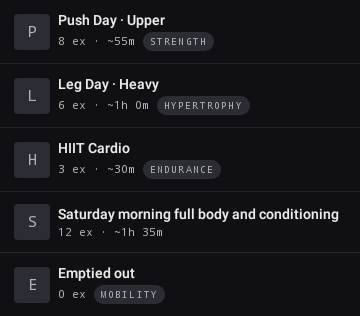 P
Push Day · Upper
8 ex · ~55m STRENGTH
L
Leg Day · Heavy
6 ex · ~1h 0m HYPERTROPHY
H
HIIT Cardio
3 ex · ~30m ENDURANCE
S
Saturday morning full body and conditioning
12 ex · ~1h 35m
E
Emptied out
0 ex MOBILITY